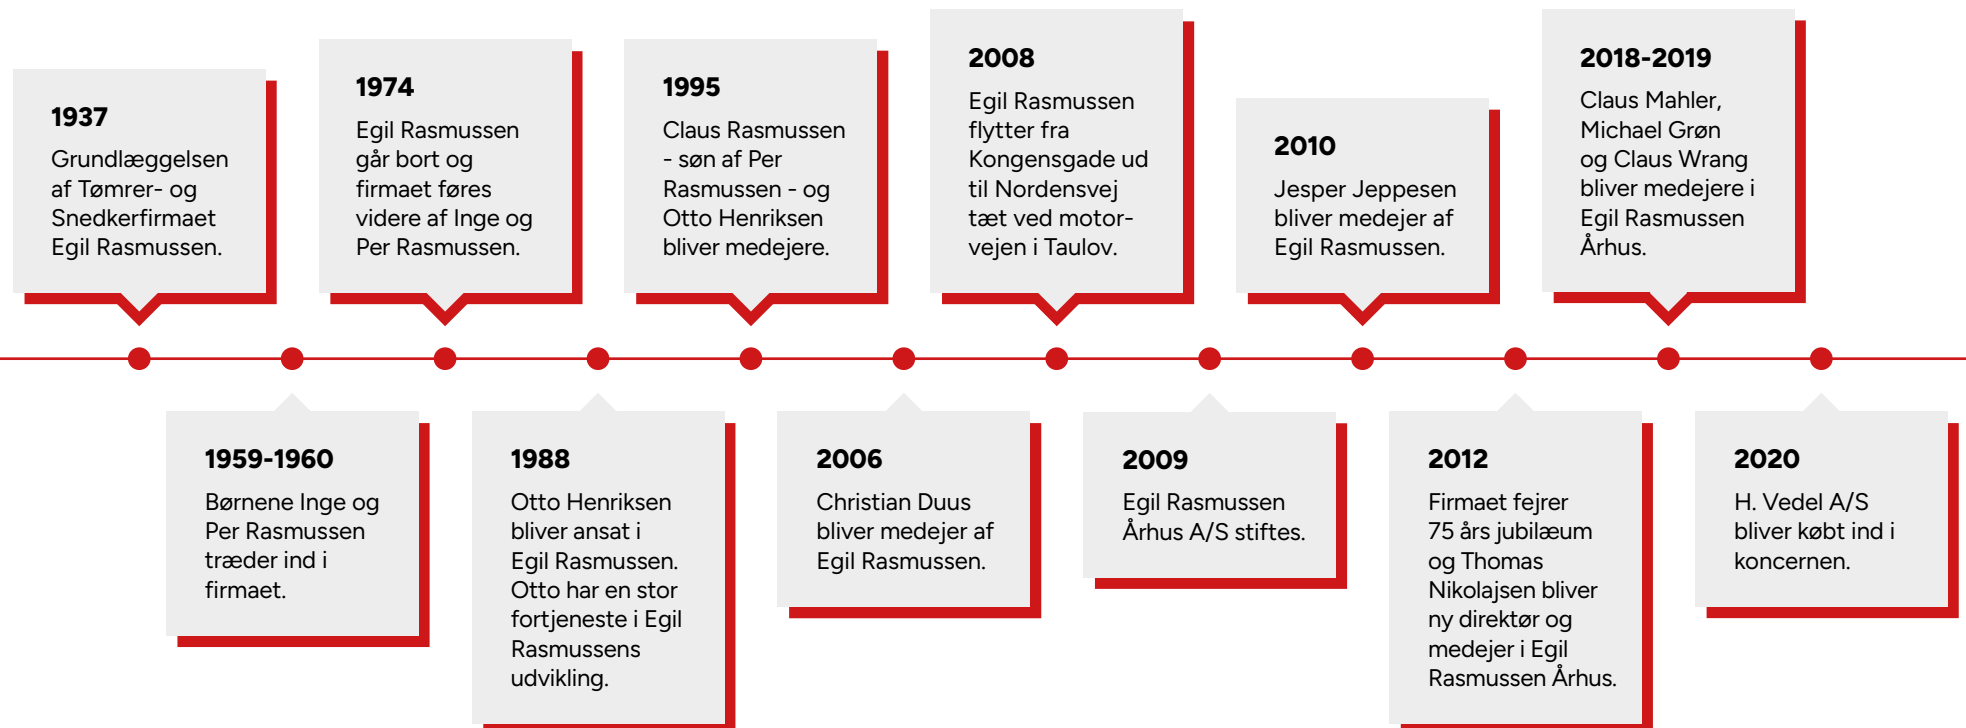 1937
Grundlæggelsen
af Tømrer- og
Snedkerfirmaet
Egil Rasmussen.
1959-1960
Børnene Inge og
Per Rasmussen
træder ind i
firmaet.
1974
Egil Rasmussen
går bort og
firmaet føres
videre af Inge og
Per Rasmussen.
1988
Otto Henriksen
bliver ansat i
Egil Rasmussen.
Otto har en stor
fortjeneste i Egil
Rasmussens
udvikling.
1995
Claus Rasmussen
- søn af Per
Rasmussen - og
Otto Henriksen
bliver medejere.
2006
Christian Duus
bliver medejer af
Egil Rasmussen.
2008
Egil Rasmussen
flytter fra
Kongensgade ud
til Nordensvej
tæt ved motor-
vejen i Taulov.
2009
Egil Rasmussen
Århus A/S stiftes.
2010
Jesper Jeppesen
bliver medejer af
Egil Rasmussen.
2012
Firmaet fejrer
75 års jubilæum
og Thomas
Nikolajsen bliver
ny direktør og
medejer i Egil
Rasmussen Århus.
2018-2019
Claus Mahler,
Michael Grøn
og Claus Wrang
bliver medejere i
Egil Rasmussen
Århus.
2020
H. Vedel A/S
bliver købt ind i
koncernen.